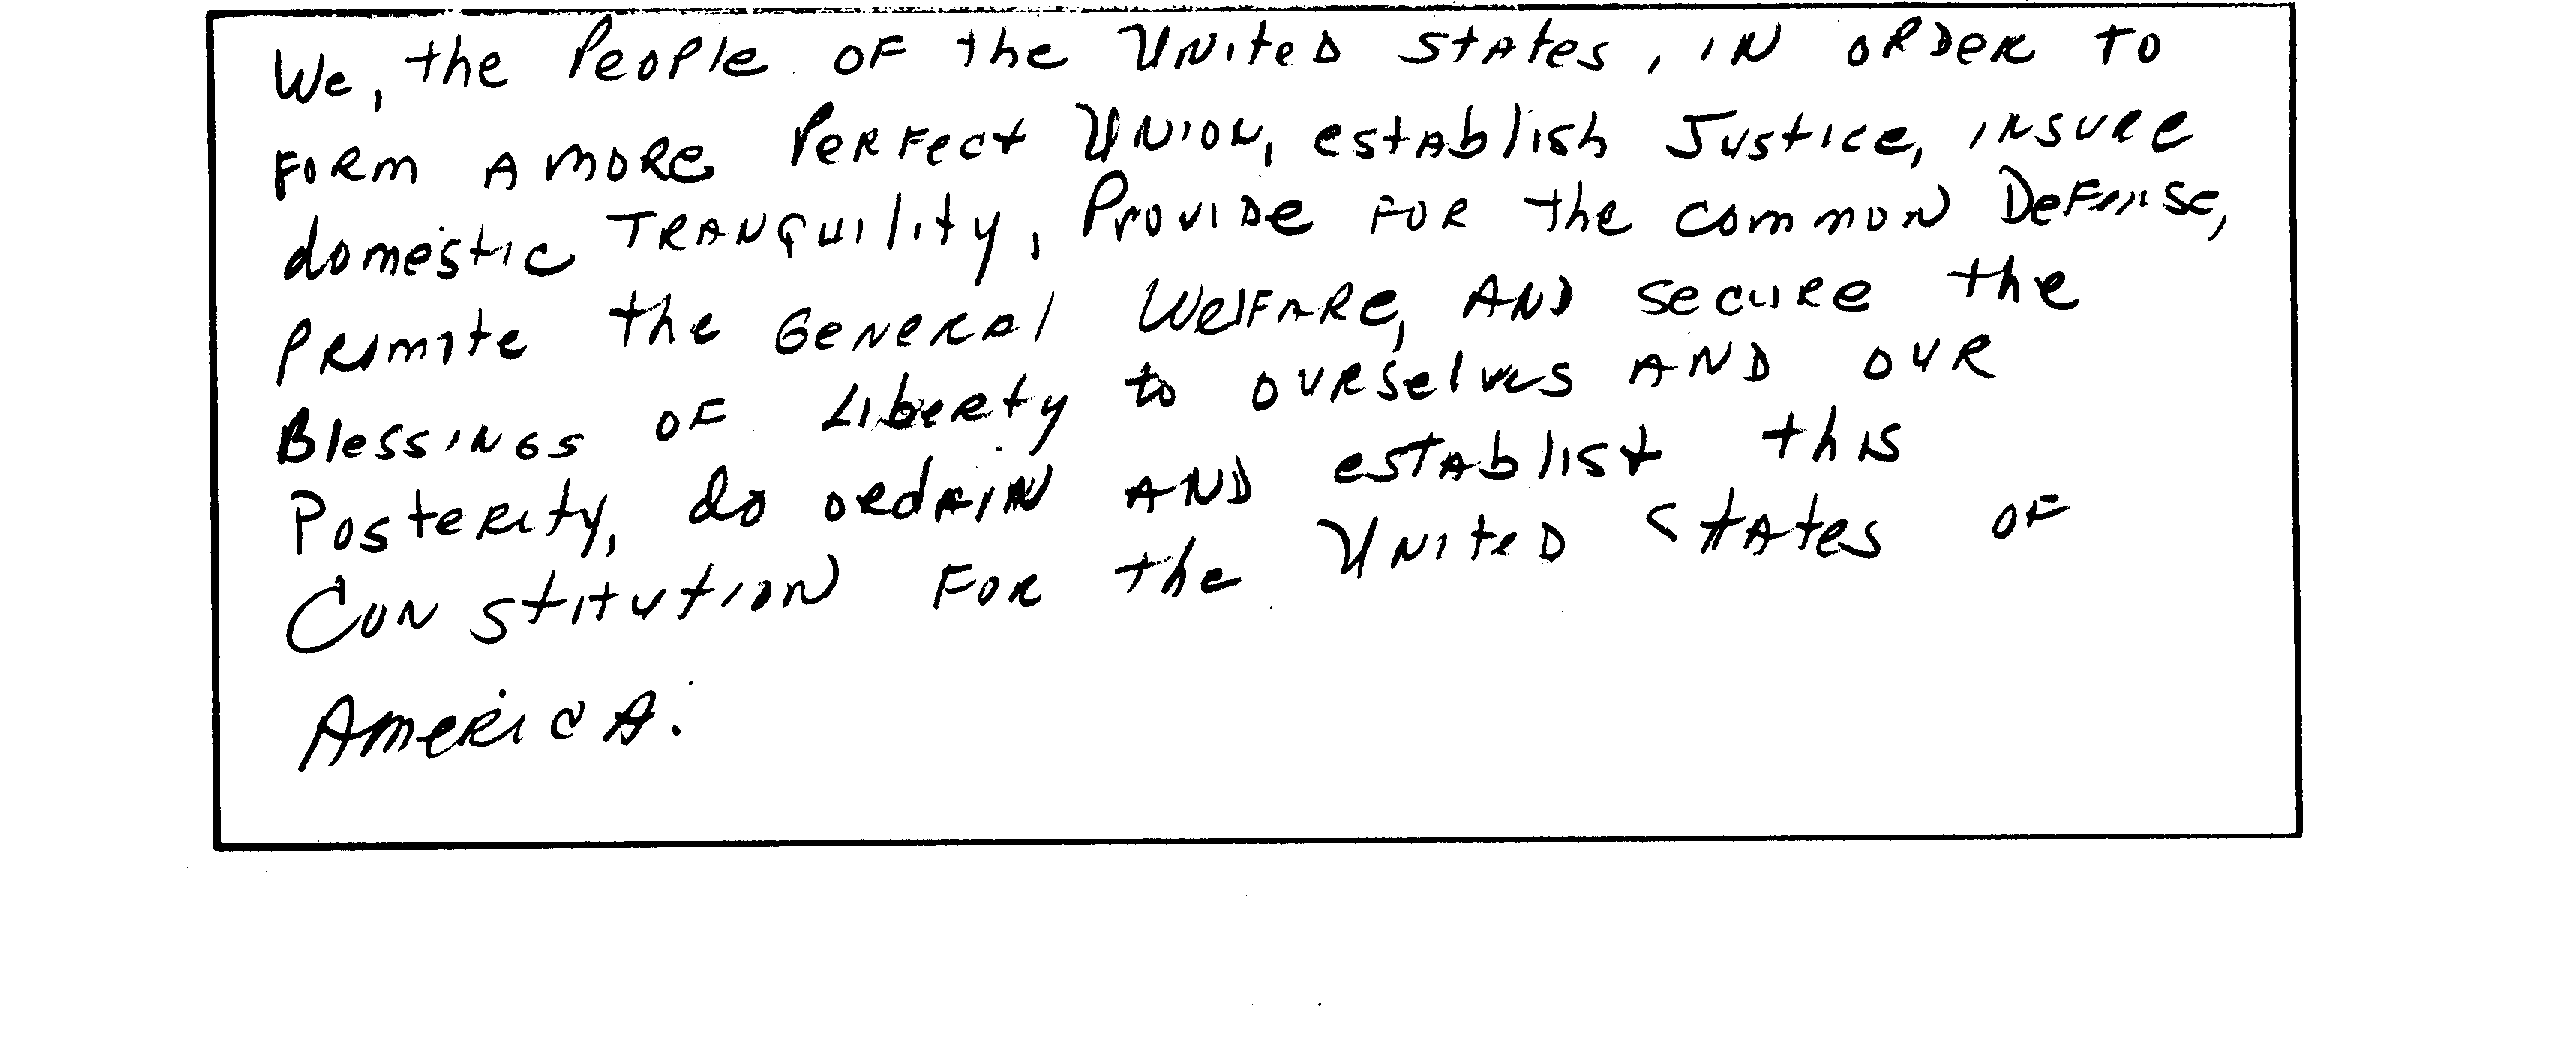 We, the People of the United States, in order to
form a more Perfect Union, establish Justice, insure
domestic Tranquility, Provide for the common Defense,
Promote the General Welfare, and secure the
Blessings of Liberty to ourselves and our
Posterity, do ordain and establist this
Constitution for the United States of
America.